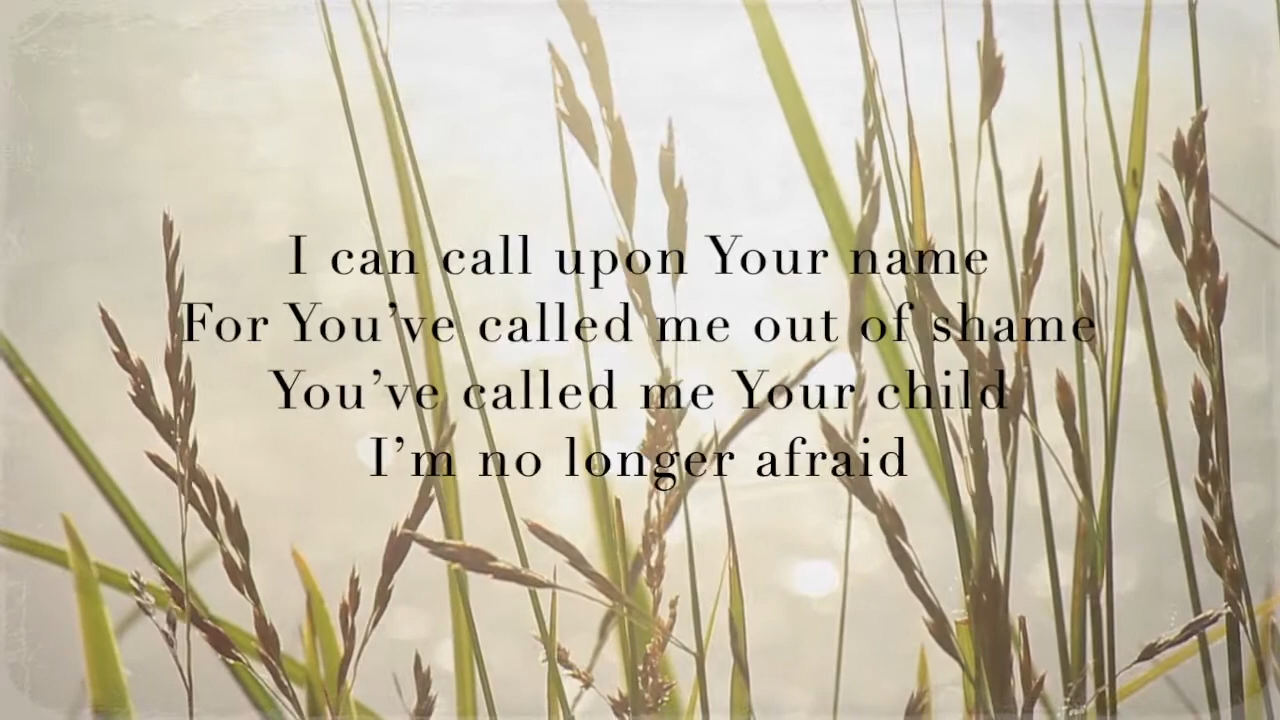 I can call upon Your name
For You’ve called me out of shame
You’ve called me Your child
I’m no longer afraid